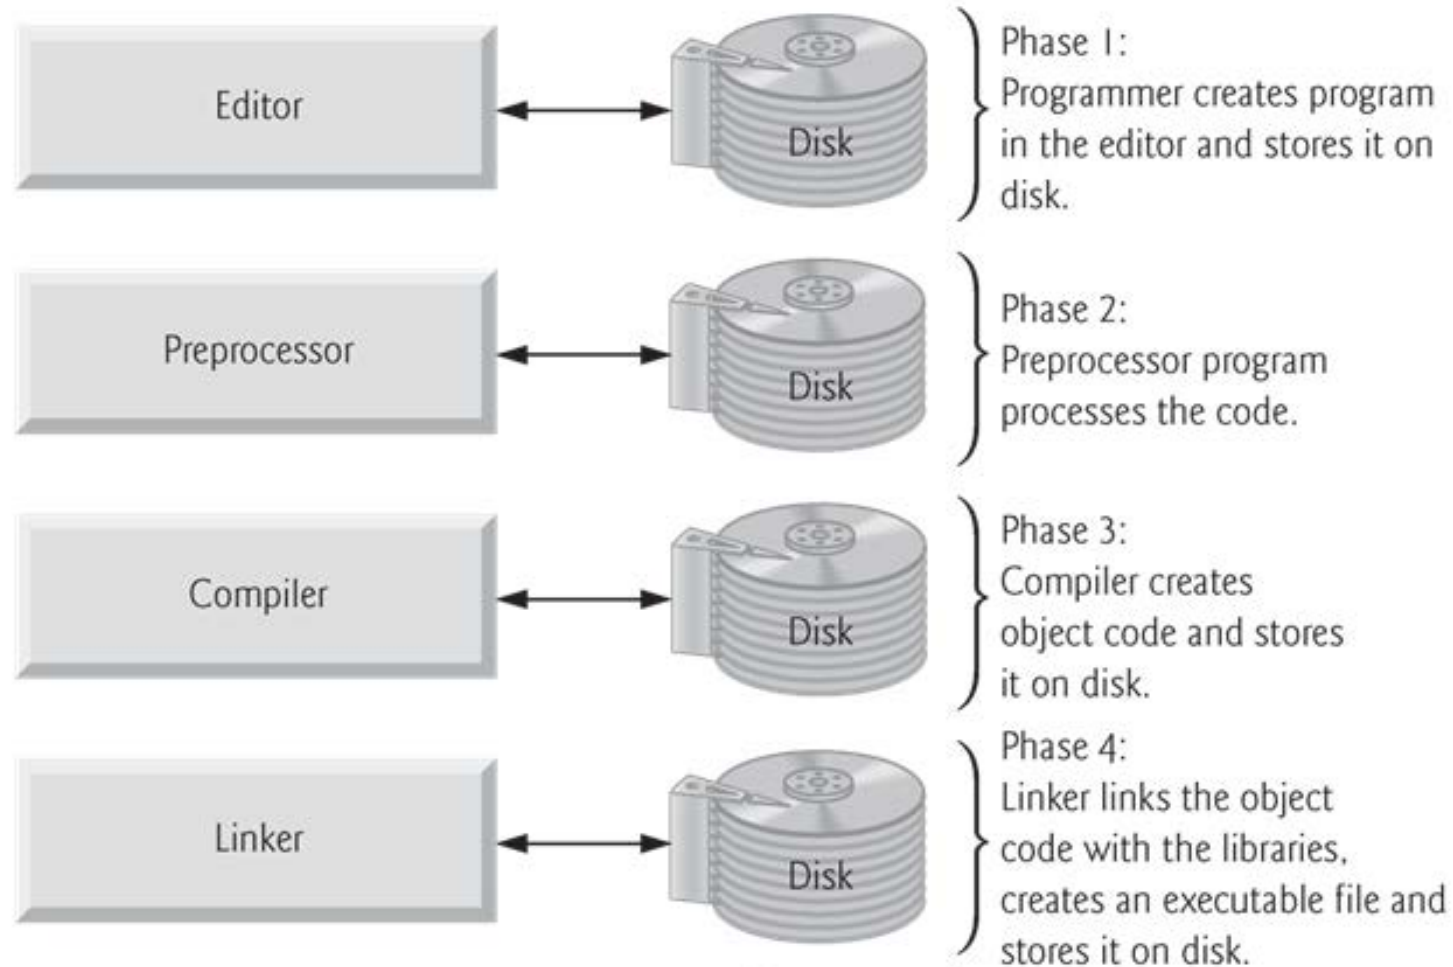 Editor
Disk
Phase 1:
Programmer creates program
in the editor and stores it on
disk.
Preprocessor
Disk
Phase 2:
Preprocessor program
processes the code.
Compiler
Disk
Phase 3:
Compiler creates
object code and stores
it on disk.
Linker
Disk
Phase 4:
Linker links the object
code with the libraries,
creates an executable file and
stores it on disk.